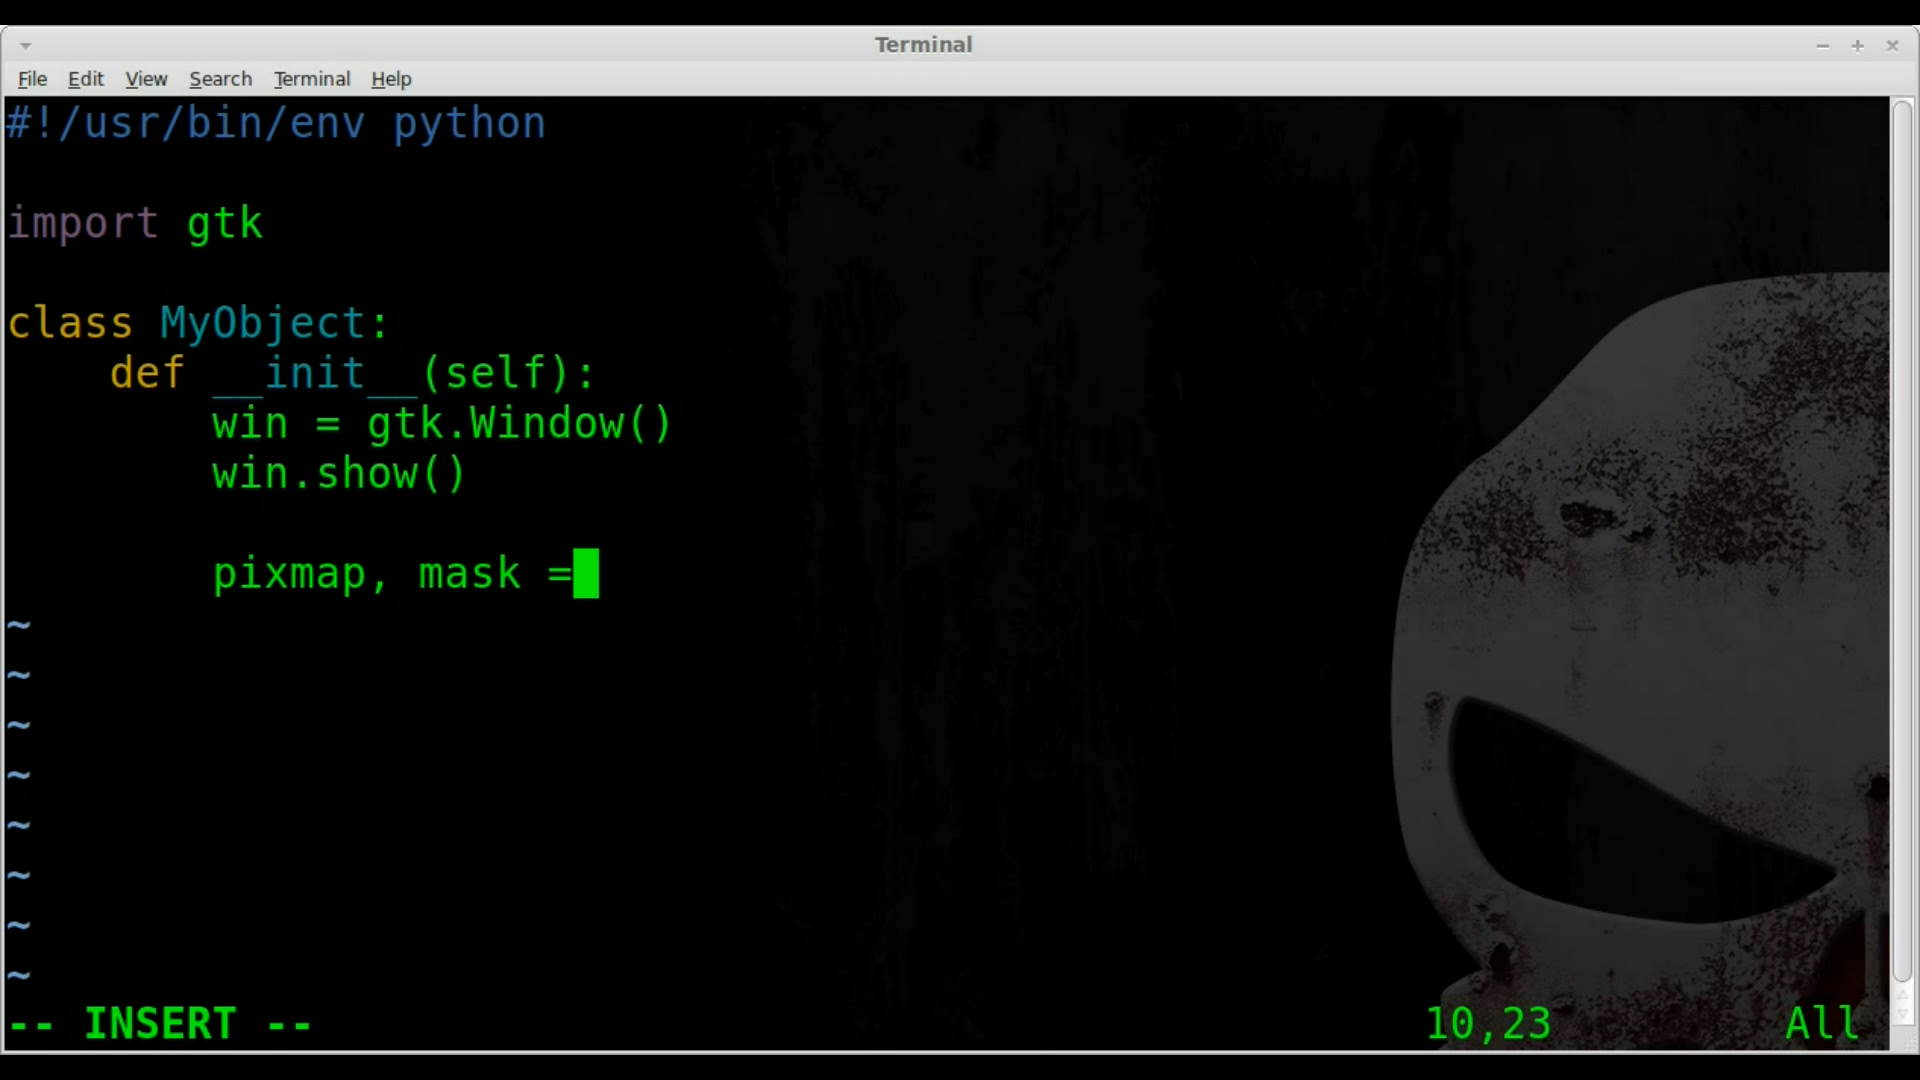 Terminal
File Edit View Search Terminal Help
#!/usr/bin/env python
import gtk
class MyObject:
    def __init__(self):
        win = gtk.Window()
        win.show()
        pixmap, mask =
~
~
~
~
~
~
~
~
-- INSERT -- 10,23 All